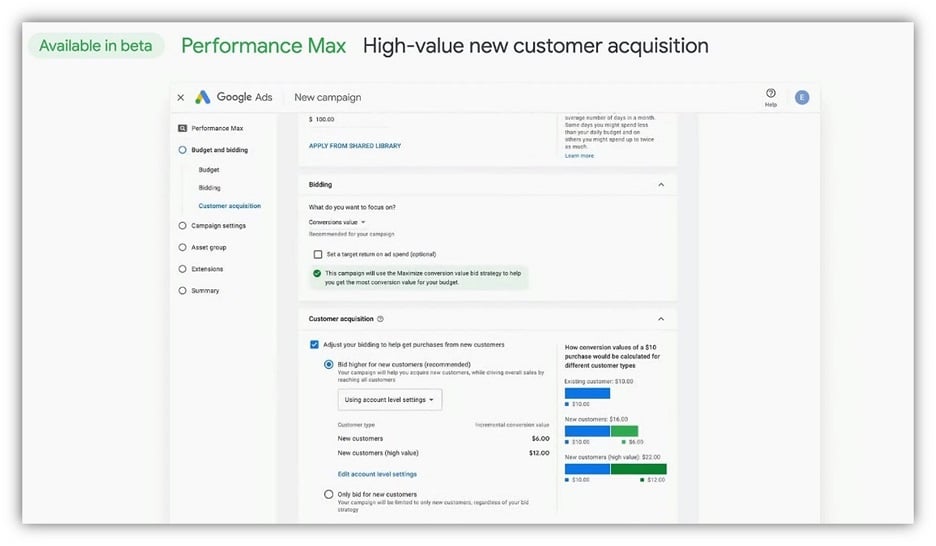 Available in beta Performance Max High-value new customer acquisition
Google Ads New campaign
Help
E
Performance Max
Budget and bidding
Budget
Bidding
Customer acquisition
Campaign settings
Asset group
Extensions
Summary
$ 100.00
APPLY FROM SHARED LIBRARY
average number of days in a month.
Some days you might spend less
than your daily budget and on
others you might spend up to twice
as much.
Learn more
Bidding
What do you want to focus on?
Conversions value
Recommended for your campaign
Set a target return on ad spend (optional)
This campaign will use the Maximize conversion value bid strategy to help
you get the most conversion value for your budget.
Customer acquisition
Adjust your bidding to help get purchases from new customers
Bid higher for new customers (recommended)
Your campaign will help you acquire new customers, while driving overall sales by
reaching all customers
Using account level settings
Customer type Incremental conversion value
New customers $6.00
New customers (high value) $12.00
Edit account level settings
Only bid for new customers
Your campaign will be limited to only new customers, regardless of your bid
strategy
How conversion values of a $10
purchase would be calculated for
different customer types
Existing customer: $10.00
$10.00
New customers: $16.00
$10.00 $6.00
New customers (high value): $22.00
$10.00 $12.00